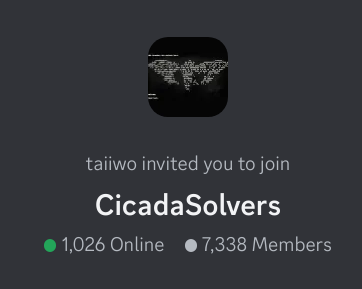 taiiwo invited you to join
CicadaSolvers
1,026 Online 7,338 Members